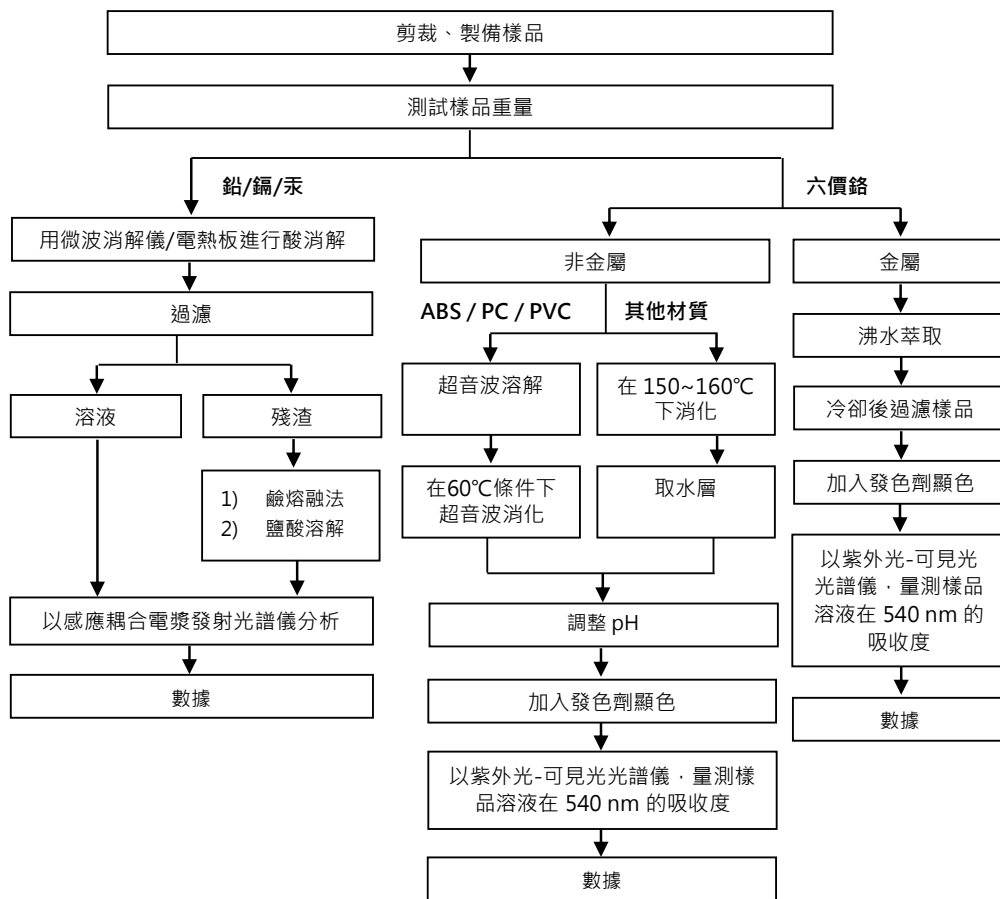 剪裁、製備樣品
測試樣品重量
鉛/鎘/汞
六價鉻
用微波消解儀/電熱板進行酸消解
過濾
溶液
殘渣
1) 鹼熔融法
2) 鹽酸溶解
以感應耦合電漿發射光譜儀分析
數據
非金屬
ABS / PC / PVC
其他材質
超音波溶解
在 150~160℃
下消化
在60℃條件下
超音波消化
取水層
調整 pH
加入發色劑顯色
以紫外光-可見光光譜儀，量測樣
品溶液在 540 nm 的吸收度
數據
金屬
沸水萃取
冷卻後過濾樣品
加入發色劑顯色
以紫外光-可見光
光譜儀，量測樣品
溶液在 540 nm 的
吸收度
數據